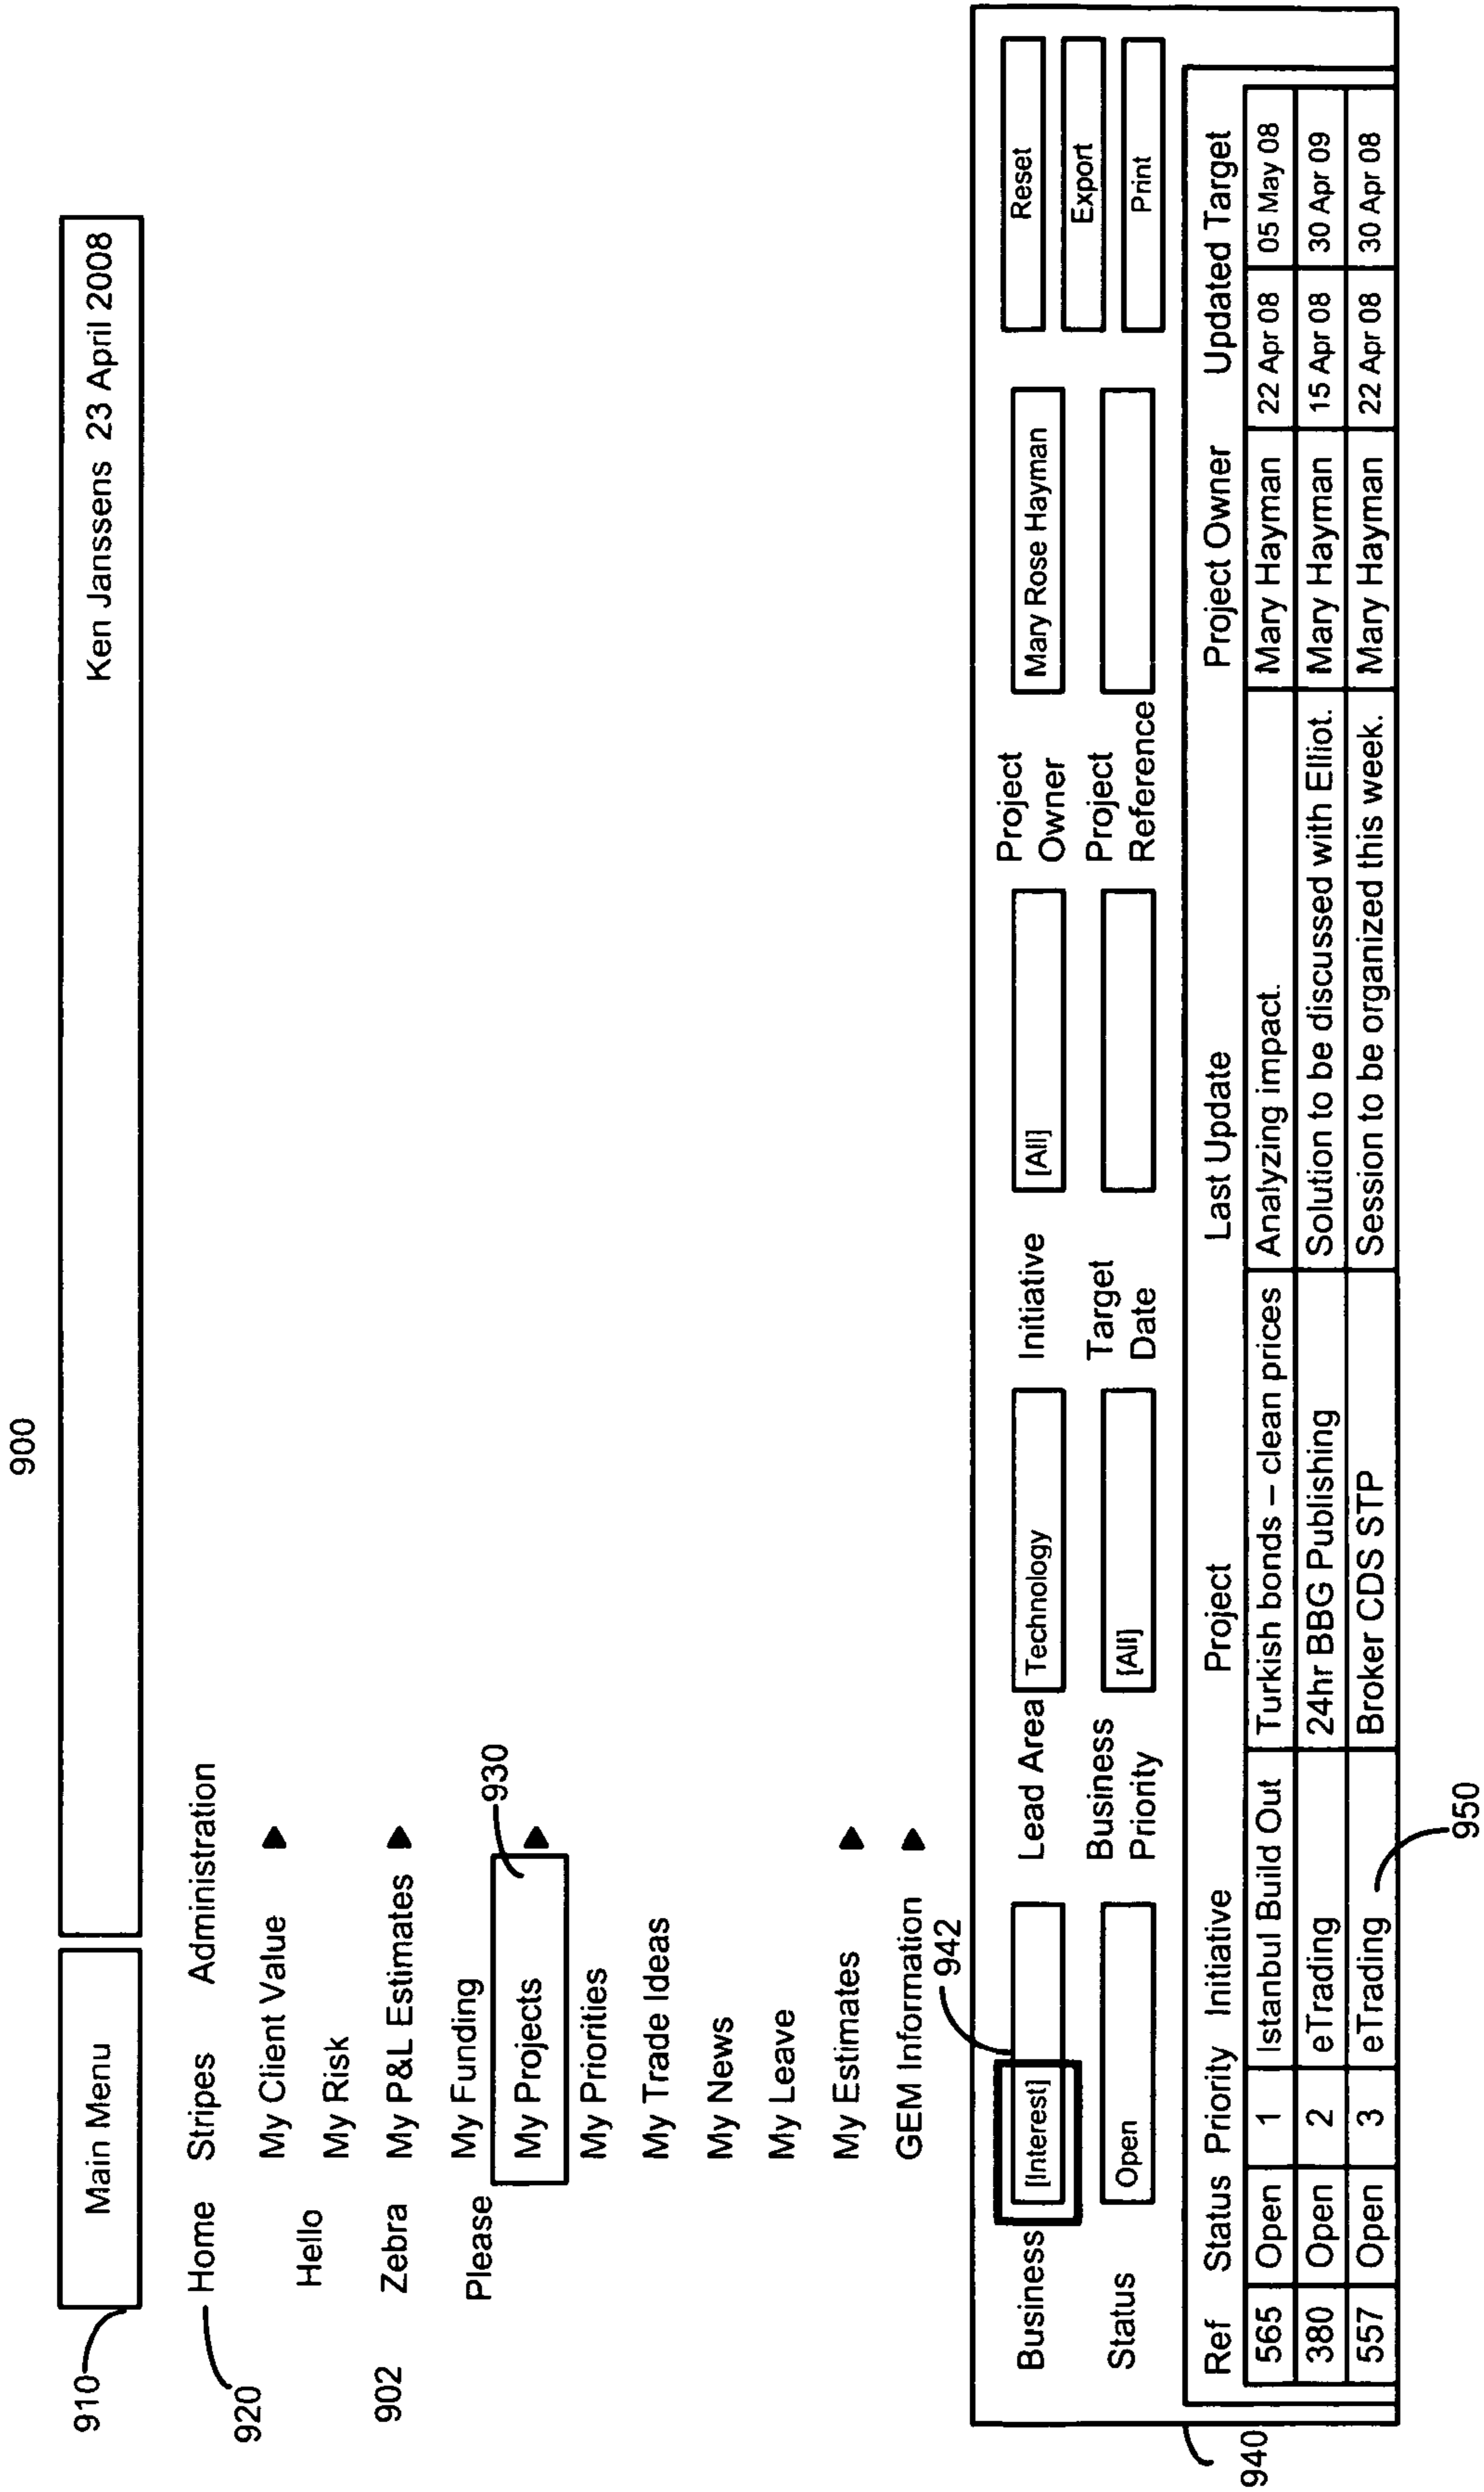 900
910
Main Menu
Ken Janssens 23 April 2008
920
Home Stripes Administration
Hello
My Client Value
My Risk
902
Zebra
My P&L Estimates
Please
My Funding
My Projects
930
My Priorities
My Trade Ideas
My News
My Leave
My Estimates
GEM Information
942
940
Business [Interest] Lead Area Technology Initiative [All] Project Owner Mary Rose Hayman Reset
Export
Status Open Business Priority [All] Target Date Project Reference Print
Ref Status Priority Initiative Project Last Update Project Owner Updated Target
565 Open 1 Istanbul Build Out Turkish bonds – clean prices Analyzing impact. Mary Hayman 22 Apr 08 05 May 08
380 Open 2 eTrading 24hr BBG Publishing Solution to be discussed with Elliot. Mary Hayman 15 Apr 08 30 Apr 09
557 Open 3 eTrading Broker CDS STP Session to be organized this week. Mary Hayman 22 Apr 08 30 Apr 08
950